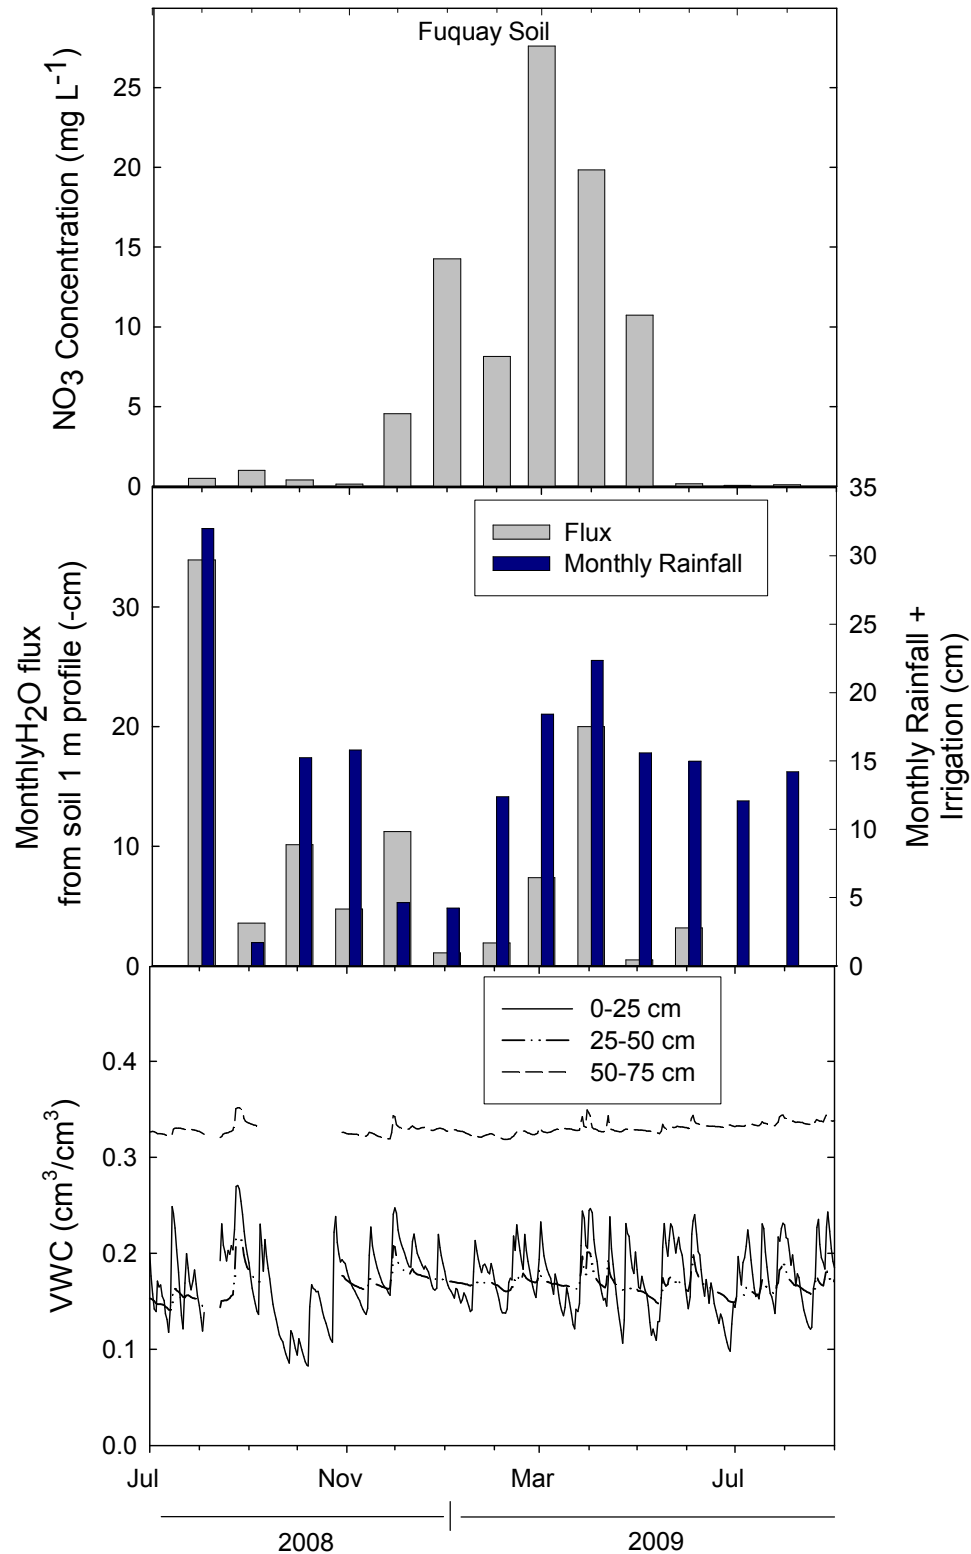 Fuquay Soil
NO3 Concentration (mg L-1)
25
20
15
10
5
0
Flux
Monthly Rainfall
MonthlyH2O flux
from soil 1 m profile (-cm)
30
20
10
0
35
30
25
20
15
10
5
0
Monthly Rainfall +
Irrigation (cm)
0-25 cm
25-50 cm
50-75 cm
VWC (cm3/cm3)
0.4
0.3
0.2
0.1
0.0
Jul Nov Mar Jul
2008 2009